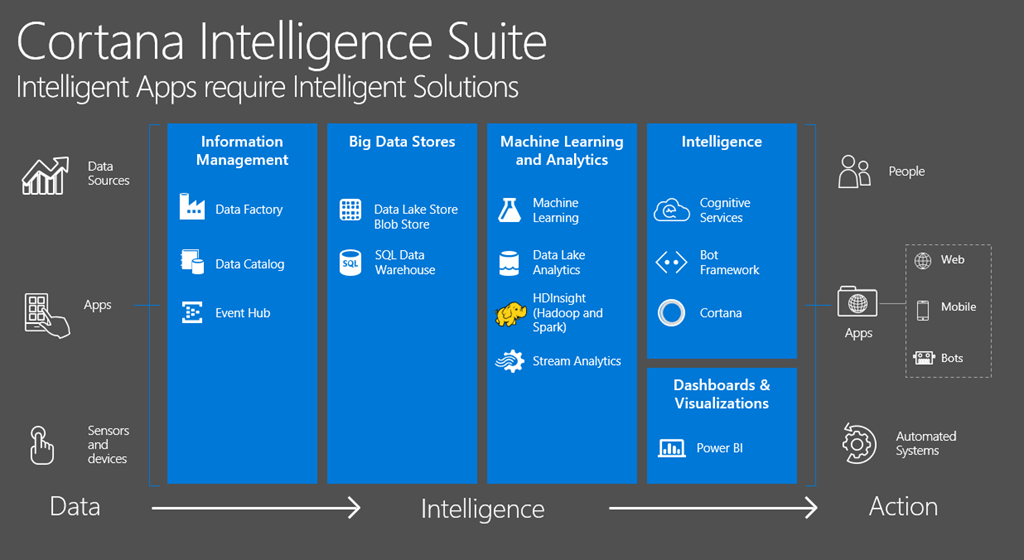 Cortana Intelligence Suite
Intelligent Apps require Intelligent Solutions
Data
Sources
Apps
Sensors
and
devices
Information
Management
Data Factory
Data Catalog
Event Hub
Big Data Stores
Data Lake Store
Blob Store
SQL
SQL Data
Warehouse
Machine Learning
and Analytics
Machine
Learning
Data Lake
Analytics
HDInsight
(Hadoop and
Spark)
Stream Analytics
Intelligence
Cognitive
Services
Bot
Framework
Cortana
Dashboards &
Visualizations
Power BI
People
Apps
Web
Mobile
Bots
Automated
Systems
Data
Intelligence
Action